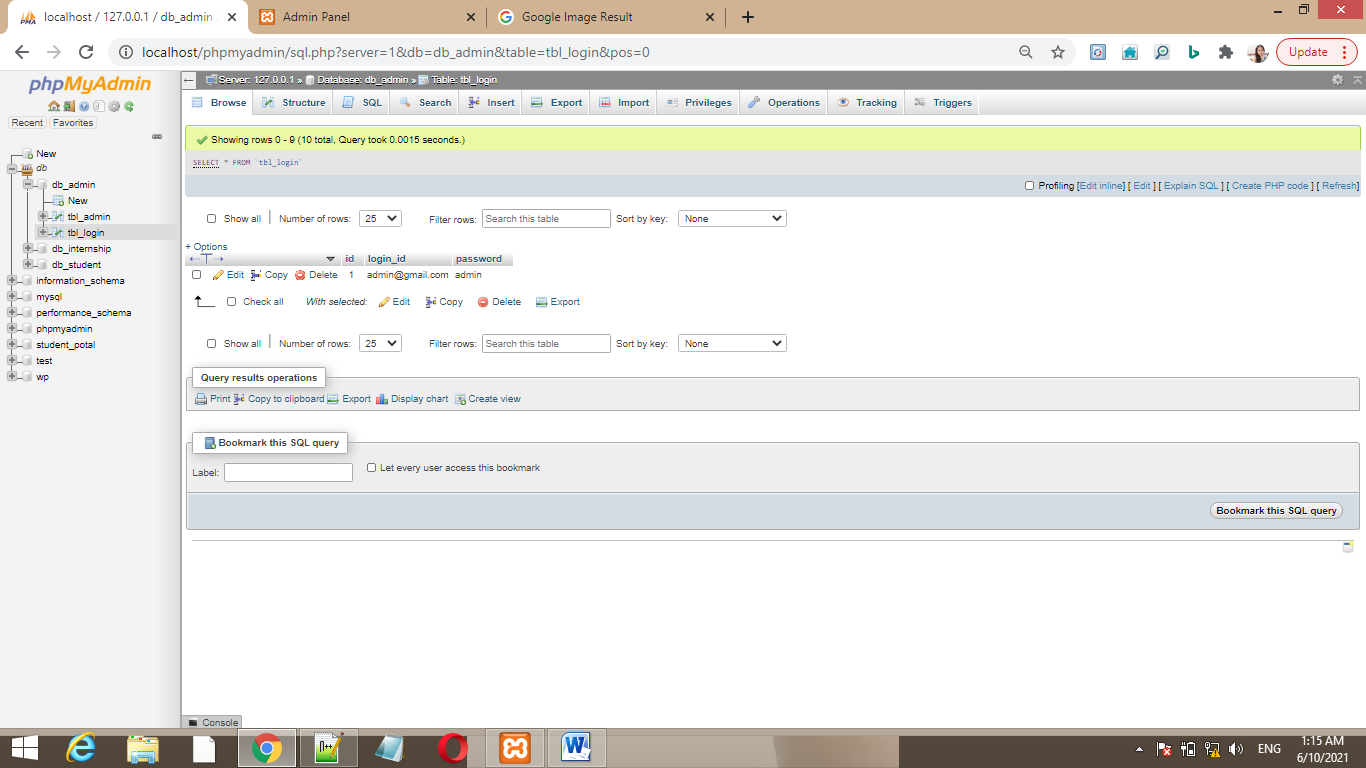 localhost / 127.0.0.1 / db_admin
Admin Panel
Google Image Result
localhost/phpmyadmin/sql.php?server=1&db=db_admin&table=tbl_login&pos=0
Update
phpMyAdmin
Recent Favorites
New
db
db_admin
New
tbl_admin
tbl_login
db_internship
db_student
information_schema
mysql
performance_schema
phpmyadmin
student_potal
test
wp
Server: 127.0.0.1 » Database: db_admin » Table: tbl_login
Browse Structure SQL Search Insert Export Import Privileges Operations Tracking Triggers
Showing rows 0 - 9 (10 total, Query took 0.0015 seconds.)
SELECT * FROM `tbl_login`
Profiling [Edit inline] [ Edit ] [ Explain SQL ] [ Create PHP code ] [ Refresh]
Show all Number of rows: 25 Filter rows: Search this table Sort by key: None
+ Options
id login_id password
Edit Copy Delete 1 admin@gmail.com admin
Check all With selected: Edit Copy Delete Export
Show all Number of rows: 25 Filter rows: Search this table Sort by key: None
Query results operations
Print Copy to clipboard Export Display chart Create view
Bookmark this SQL query
Label: Let every user access this bookmark
Bookmark this SQL query
Console
ENG
1:15 AM
6/10/2021